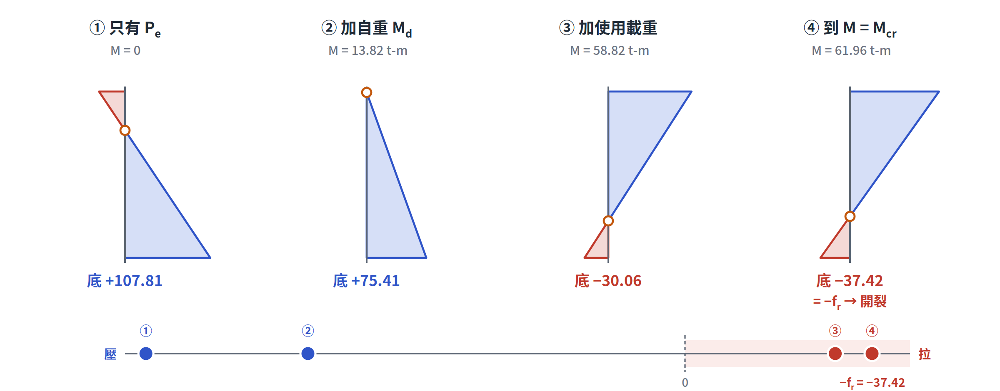 ① 只有 Pe
M = 0
② 加自重 Md
M = 13.82 t-m
③ 加使用載重
M = 58.82 t-m
④ 到 M = Mcr
M = 61.96 t-m
底 +107.81
底 +75.41
底 −30.06
底 −37.42
= −fr → 開裂
①
②
③
④
壓
拉
0
−fr = −37.42